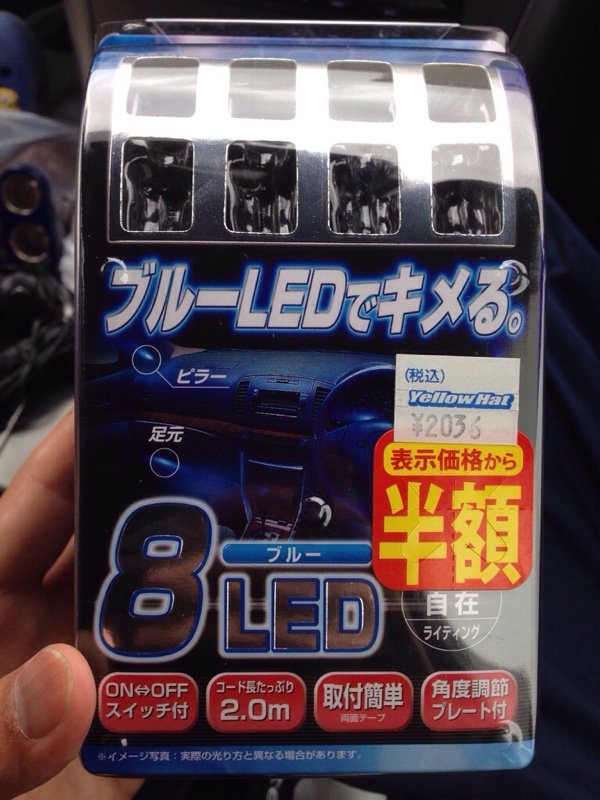 ブルーLEDでキメる。
ピラー
足元
(税込)
YellowHat
¥2036
表示価格から
半額
ブルー
8LED
自在
ライティング
ON⇔OFF
スイッチ付
コード長たっぷり
2.0m
取付簡単
両面テープ
角度調節
プレート付
※イメージ写真:実際の光り方と異なる場合があります。